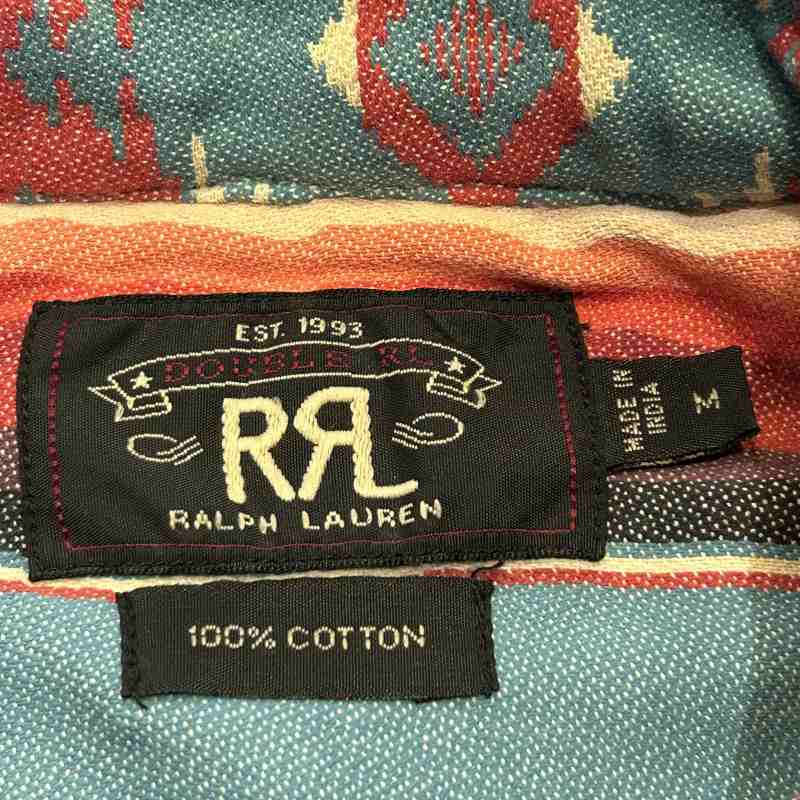 EST. 1993
DOUBLE RL
RRL
RALPH LAUREN
MADE IN
INDIA
M
100% COTTON